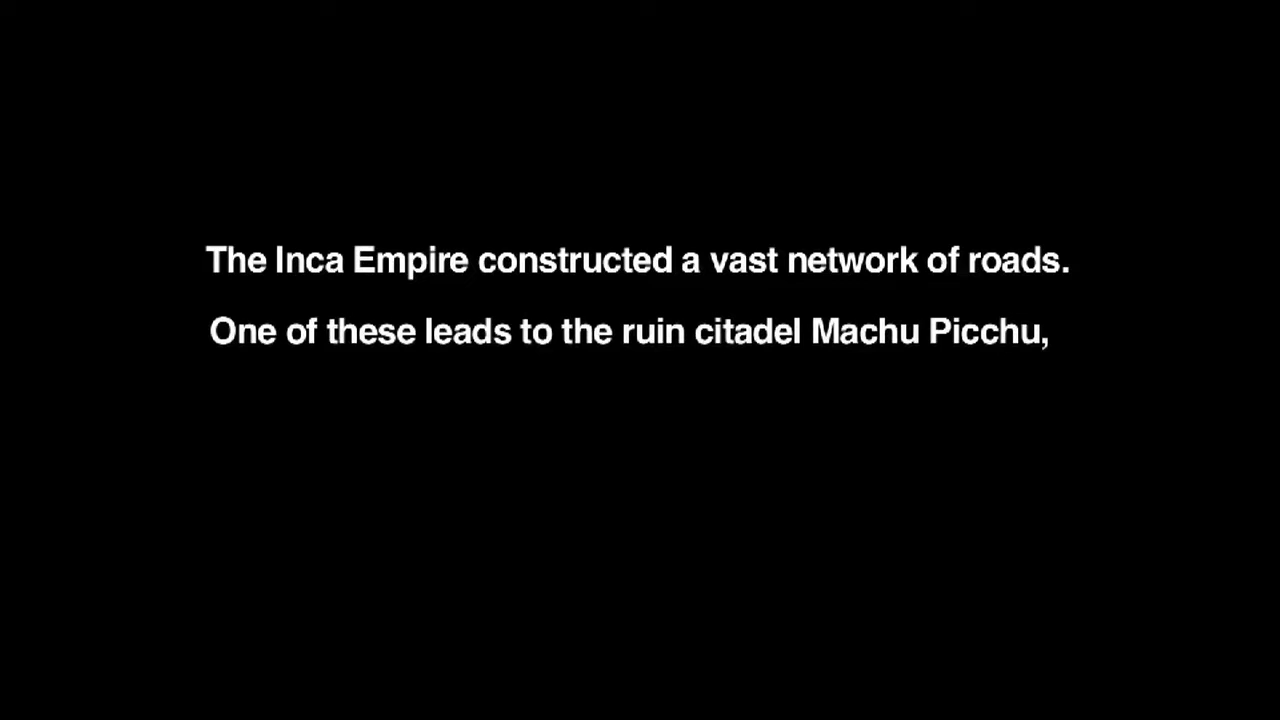 The Inca Empire constructed a vast network of roads.
One of these leads to the ruin citadel Machu Picchu,